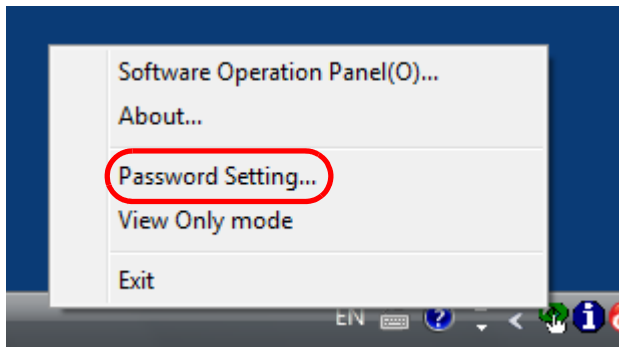 Software Operation Panel(O)...
About...
Password Setting...
View Only mode
Exit
EN